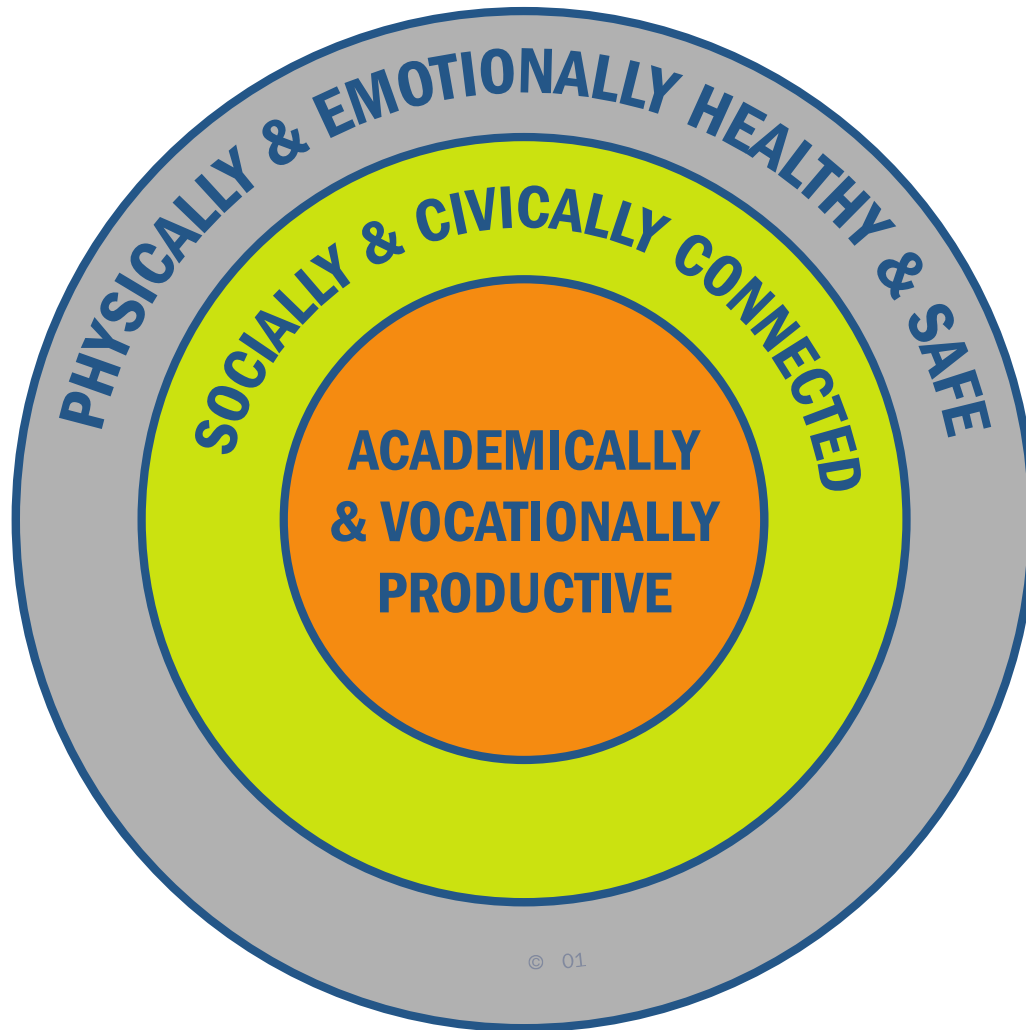 PHYSICALLY & EMOTIONALLY HEALTHY & SAFE
SOCIALLY & CIVICALLY CONNECTED
ACADEMICALLY
& VOCATIONALLY
PRODUCTIVE
© 01